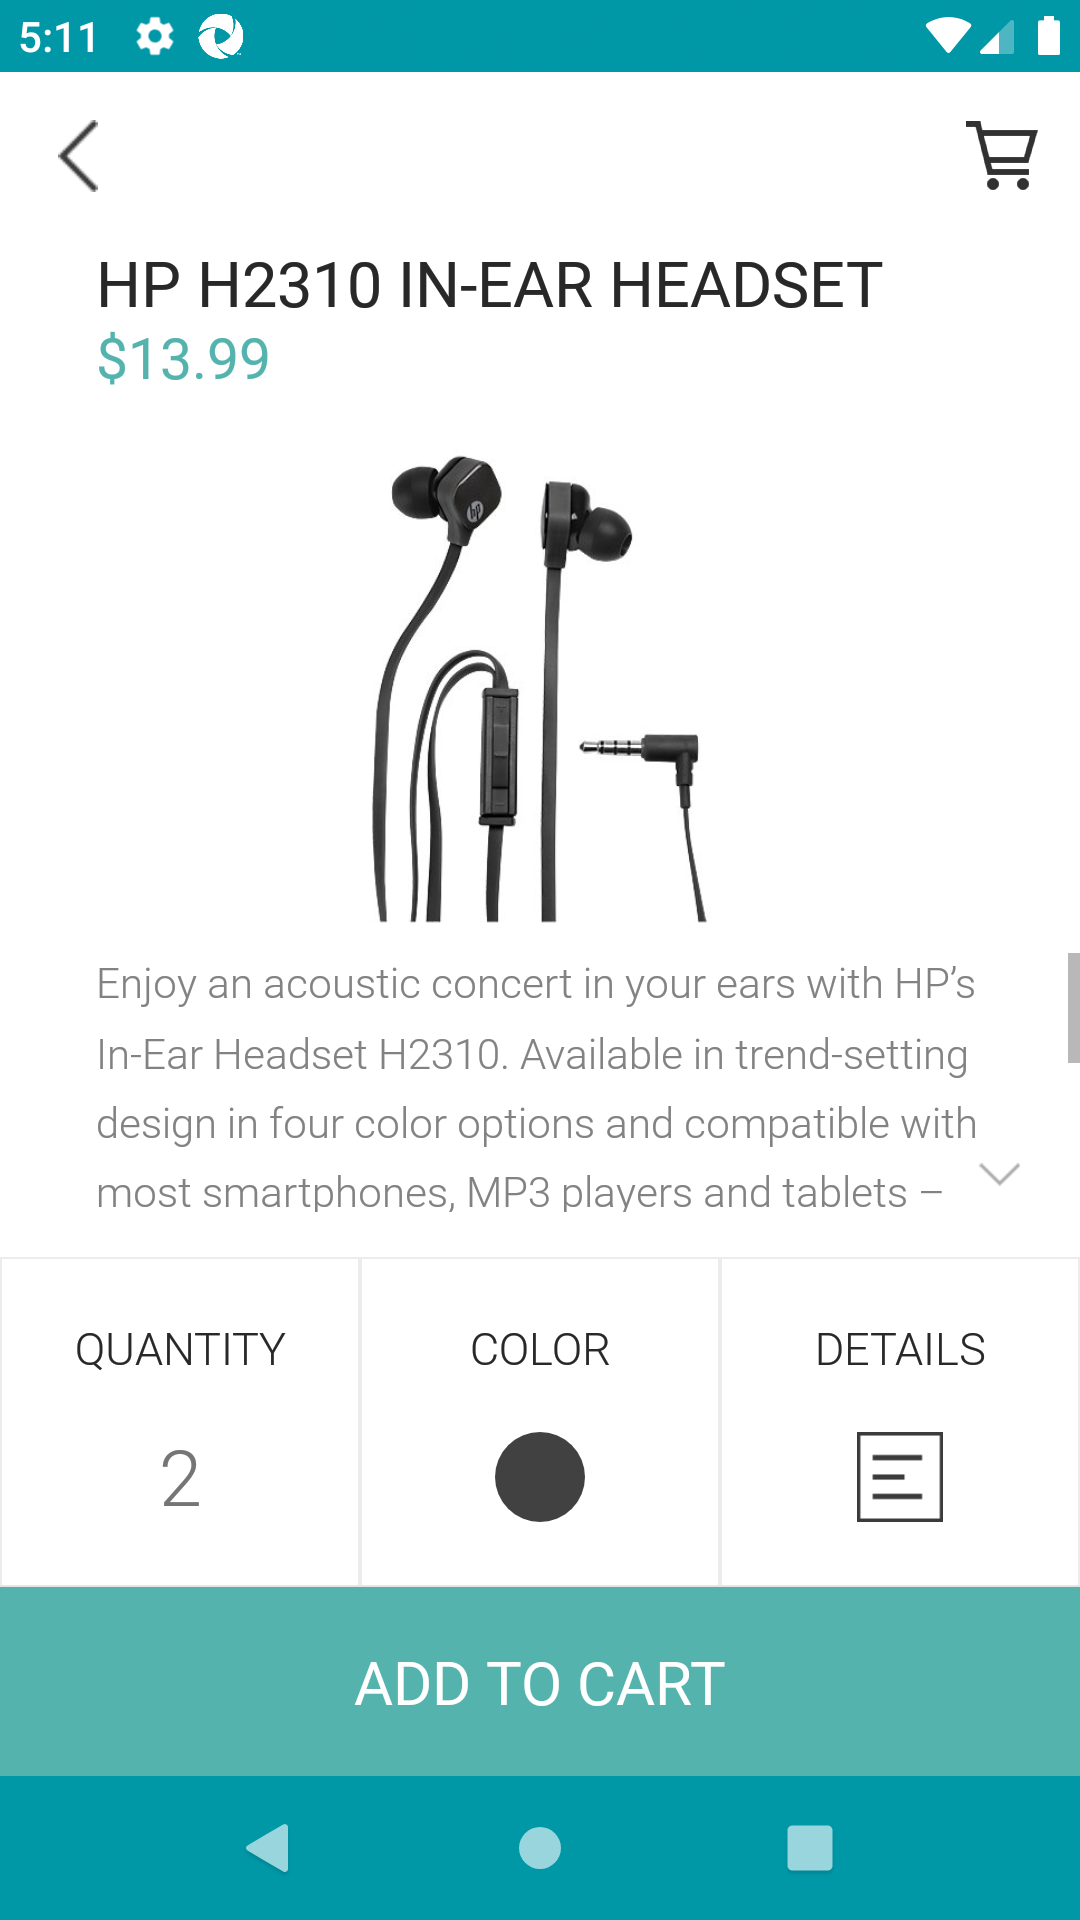 5:11
HP H2310 IN-EAR HEADSET
$13.99
hp
Enjoy an acoustic concert in your ears with HP’s
In-Ear Headset H2310. Available in trend-setting
design in four color options and compatible with
most smartphones, MP3 players and tablets –
QUANTITY
COLOR
DETAILS
2
ADD TO CART